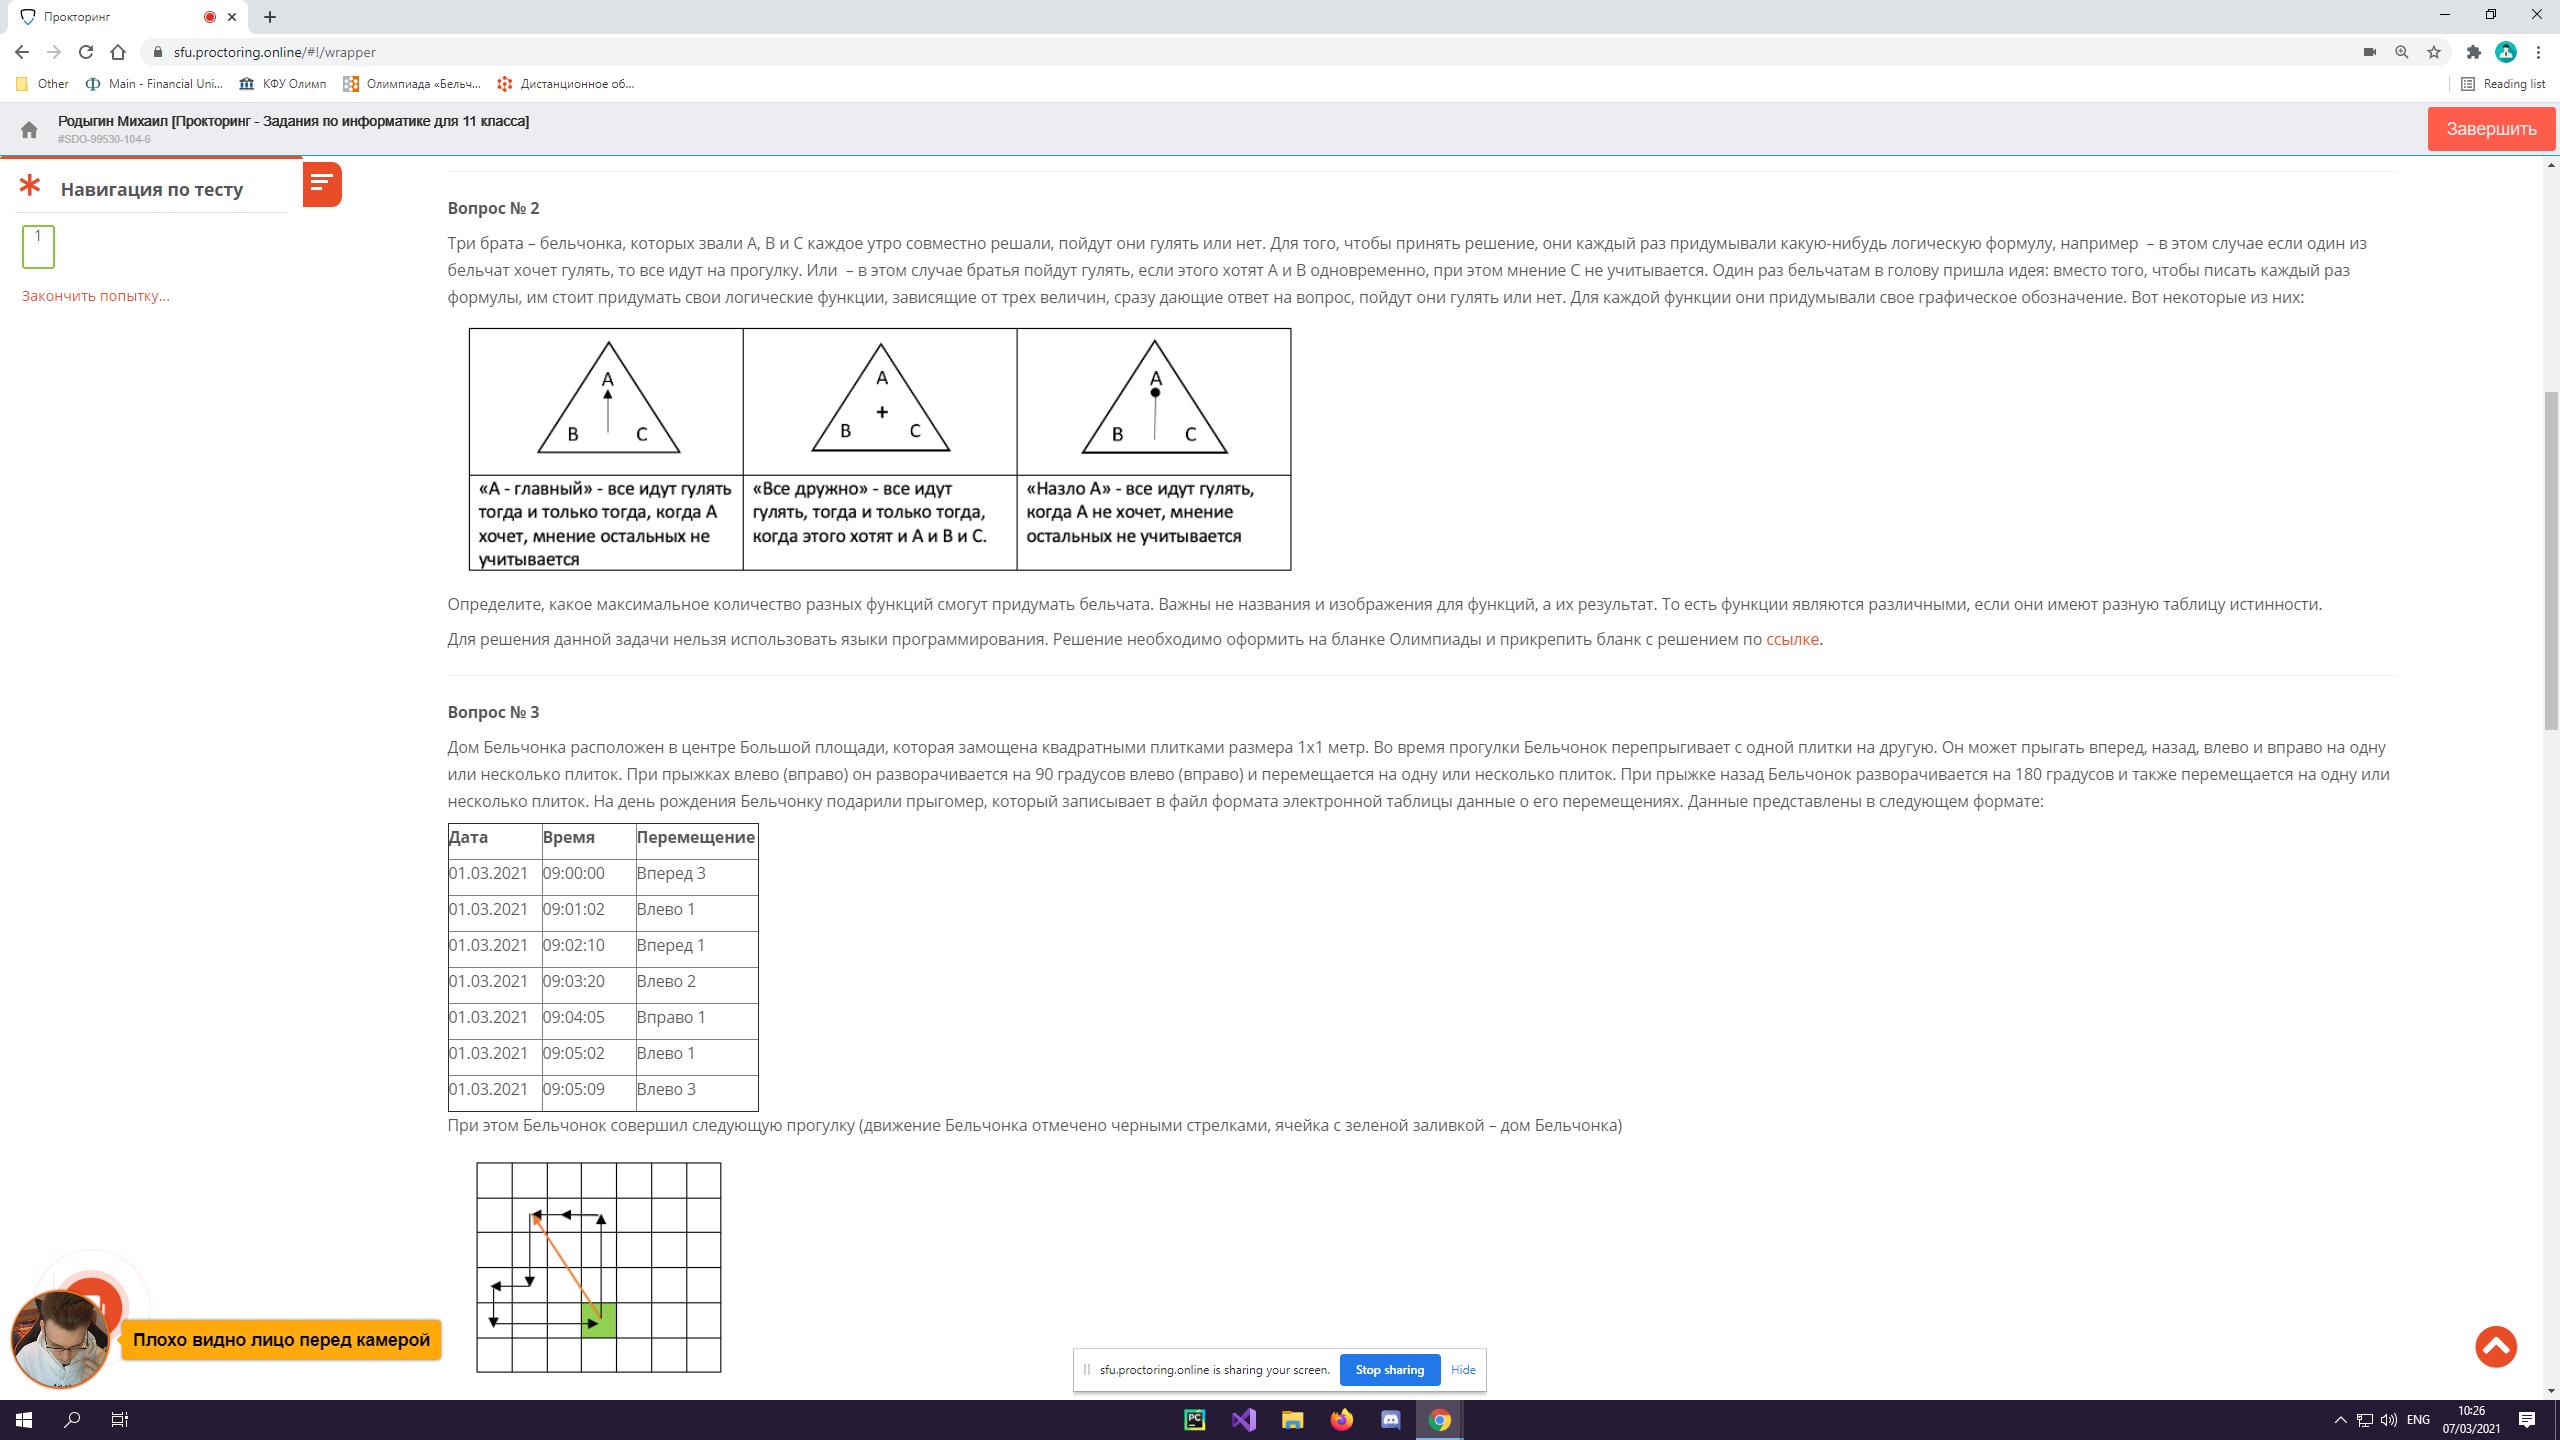 Прокторинг
sfu.proctoring.online/#!/wrapper
Other
Main - Financial Uni...
КФУ Олимп
Олимпиада «Бельч...
Дистанционное об...
Reading list
Родыгин Михаил [Прокторинг - Задания по информатике для 11 класса]
#SDO-99530-104-6
Завершить
Навигация по тесту
1
Закончить попытку...
Вопрос № 2
Три брата – бельчонка, которых звали А, В и С каждое утро совместно решали, пойдут они гулять или нет. Для того, чтобы принять решение, они каждый раз придумывали какую-нибудь логическую формулу, например – в этом случае если один из
бельчат хочет гулять, то все идут на прогулку. Или – в этом случае братья пойдут гулять, если этого хотят А и В одновременно, при этом мнение С не учитывается. Один раз бельчатам в голову пришла идея: вместо того, чтобы писать каждый раз
формулы, им стоит придумать свои логические функции, зависящие от трех величин, сразу дающие ответ на вопрос, пойдут они гулять или нет. Для каждой функции они придумывали свое графическое обозначение. Вот некоторые из них:
A
B C
A
+
B C
A
B C
«А - главный» - все идут гулять
тогда и только тогда, когда А
хочет, мнение остальных не
учитывается
«Все дружно» - все идут
гулять, тогда и только тогда,
когда этого хотят и А и В и С.
«Назло А» - все идут гулять,
когда А не хочет, мнение
остальных не учитывается
Определите, какое максимальное количество разных функций смогут придумать бельчата. Важны не названия и изображения для функций, а их результат. То есть функции являются различными, если они имеют разную таблицу истинности.
Для решения данной задачи нельзя использовать языки программирования. Решение необходимо оформить на бланке Олимпиады и прикрепить бланк с решением по ссылке.
Вопрос № 3
Дом Бельчонка расположен в центре Большой площади, которая замощена квадратными плитками размера 1х1 метр. Во время прогулки Бельчонок перепрыгивает с одной плитки на другую. Он может прыгать вперед, назад, влево и вправо на одну
или несколько плиток. При прыжках влево (вправо) он разворачивается на 90 градусов влево (вправо) и перемещается на одну или несколько плиток. При прыжке назад Бельчонок разворачивается на 180 градусов и также перемещается на одну или
несколько плиток. На день рождения Бельчонку подарили прыгомер, который записывает в файл формата электронной таблицы данные о его перемещениях. Данные представлены в следующем формате:
Дата Время Перемещение
01.03.2021 09:00:00 Вперед 3
01.03.2021 09:01:02 Влево 1
01.03.2021 09:02:10 Вперед 1
01.03.2021 09:03:20 Влево 2
01.03.2021 09:04:05 Вправо 1
01.03.2021 09:05:02 Влево 1
01.03.2021 09:05:09 Влево 3
При этом Бельчонок совершил следующую прогулку (движение Бельчонка отмечено черными стрелками, ячейка с зеленой заливкой – дом Бельчонка)
Плохо видно лицо перед камерой
sfu.proctoring.online is sharing your screen.
Stop sharing
Hide
PC
ENG
10:26
07/03/2021